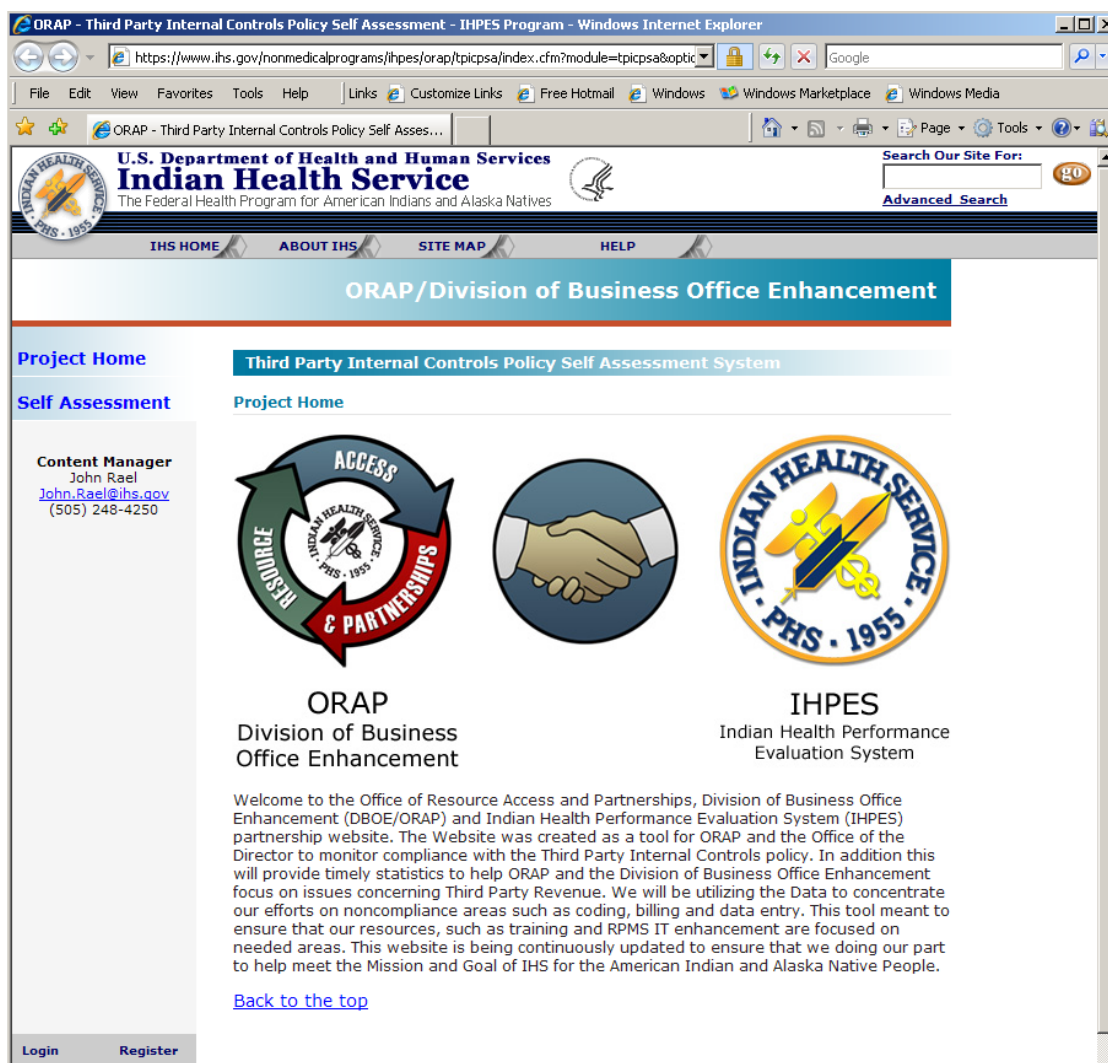 ORAP - Third Party Internal Controls Policy Self Assessment - IHPES Program - Windows Internet Explorer
https://www.ihs.gov/nonmedicalprograms/ihpes/orap/tpicpsa/index.cfm?module=tpicpsa&optic
Google
File Edit View Favorites Tools Help Links Customize Links Free Hotmail Windows Windows Marketplace Windows Media
ORAP - Third Party Internal Controls Policy Self Asses...
Page Tools
INDIAN HEALTH SERVICE
PHS · 1955
U.S. Department of Health and Human Services
Indian Health Service
The Federal Health Program for American Indians and Alaska Natives
Search Our Site For:
go
Advanced Search
IHS HOME ABOUT IHS SITE MAP HELP
ORAP/Division of Business Office Enhancement
Project Home
Self Assessment
Content Manager
John Rael
John.Rael@ihs.gov
(505) 248-4250
Third Party Internal Controls Policy Self Assessment System
Project Home
RESOURCE
ACCESS
& PARTNERSHIPS
INDIAN HEALTH SERVICE
PHS · 1955
INDIAN HEALTH SERVICE
· PHS · 1955 ·
ORAP
Division of Business
Office Enhancement
IHPES
Indian Health Performance
Evaluation System
Welcome to the Office of Resource Access and Partnerships, Division of Business Office
Enhancement (DBOE/ORAP) and Indian Health Performance Evaluation System (IHPES)
partnership website. The Website was created as a tool for ORAP and the Office of the
Director to monitor compliance with the Third Party Internal Controls policy. In addition this
will provide timely statistics to help ORAP and the Division of Business Office Enhancement
focus on issues concerning Third Party Revenue. We will be utilizing the Data to concentrate
our efforts on noncompliance areas such as coding, billing and data entry. This tool meant to
ensure that our resources, such as training and RPMS IT enhancement are focused on
needed areas. This website is being continuously updated to ensure that we doing our part
to help meet the Mission and Goal of IHS for the American Indian and Alaska Native People.
Back to the top
Login Register